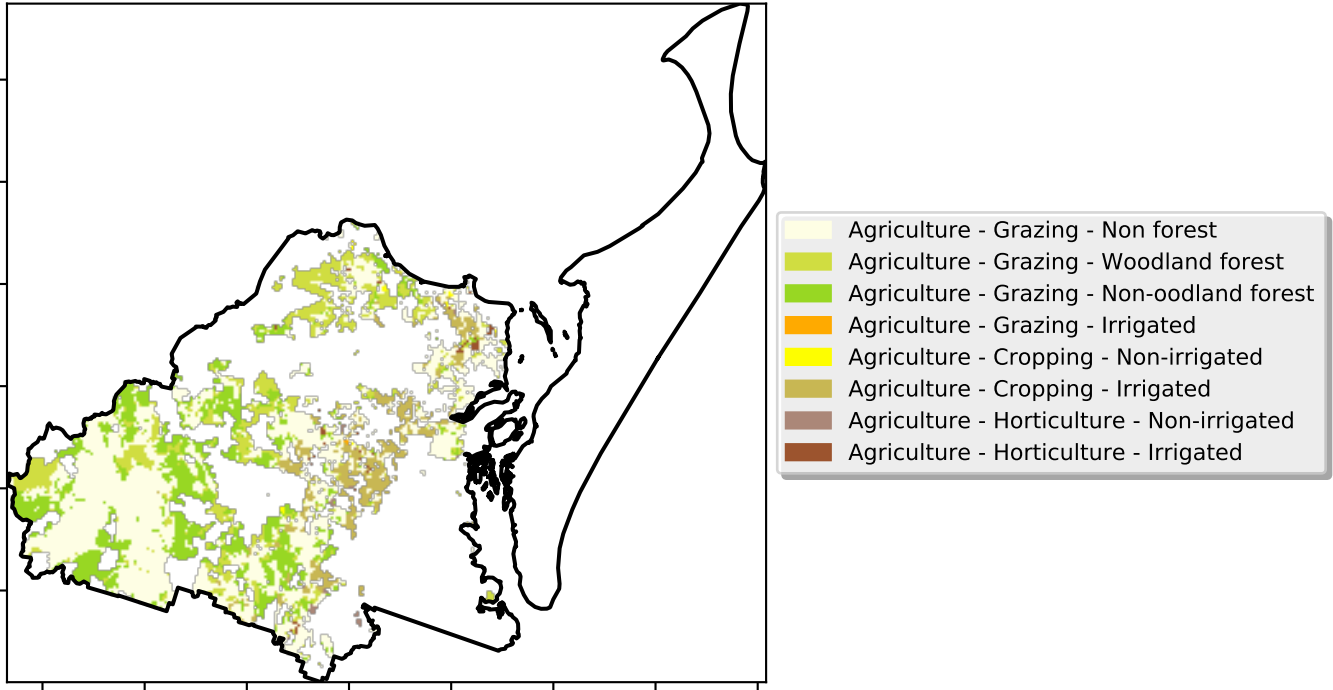 Agriculture - Grazing - Non forest
Agriculture - Grazing - Woodland forest
Agriculture - Grazing - Non-oodland forest
Agriculture - Grazing - Irrigated
Agriculture - Cropping - Non-irrigated
Agriculture - Cropping - Irrigated
Agriculture - Horticulture - Non-irrigated
Agriculture - Horticulture - Irrigated